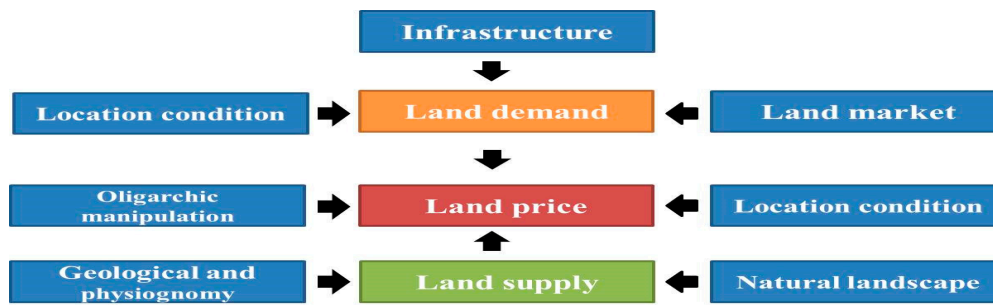 Infrastructure
Location condition
Land demand
Land market
Oligarchic
manipulation
Land price
Location condition
Geological and
physiognomy
Land supply
Natural landscape